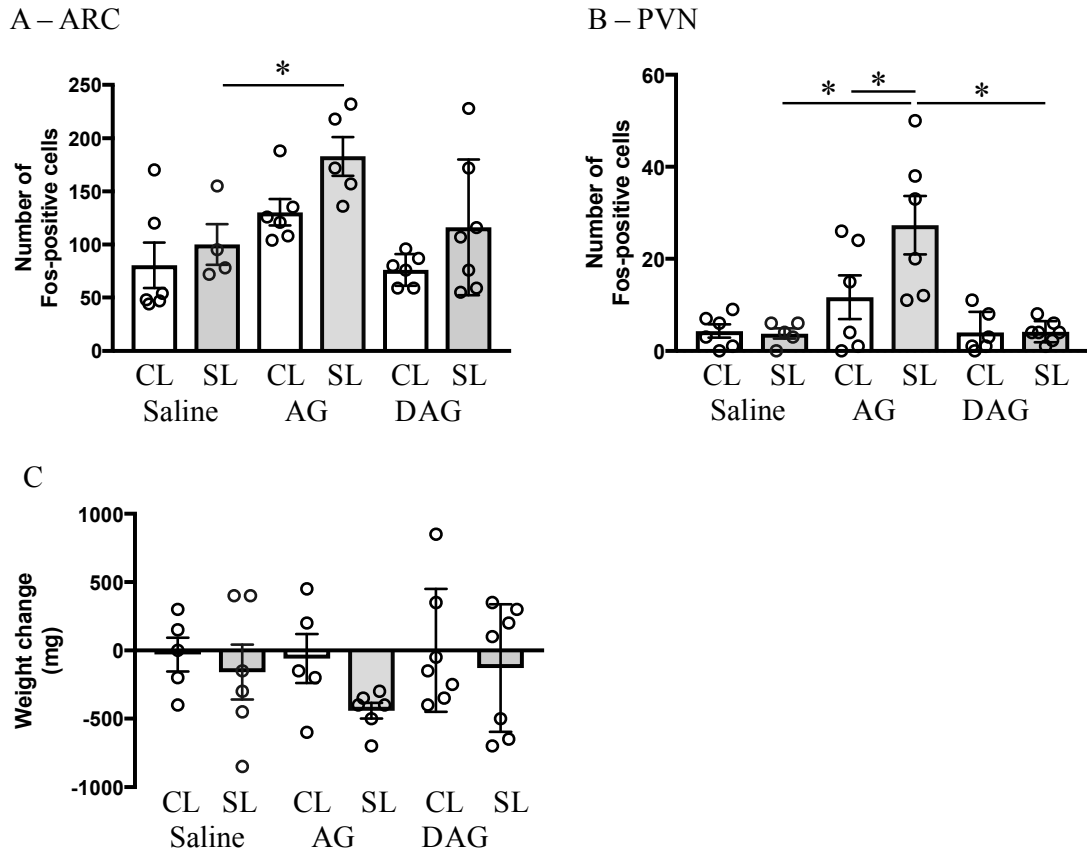 A – ARC
Number of
Fos-positive cells
250
200
150
100
50
0
*
CL SL CL SL CL SL
Saline AG DAG
B – PVN
Number of
Fos-positive cells
60
40
20
0
* * *
CL SL CL SL CL SL
Saline AG DAG
C
Weight change
(mg)
1000
500
0
-500
-1000
CL SL CL SL CL SL
Saline AG DAG